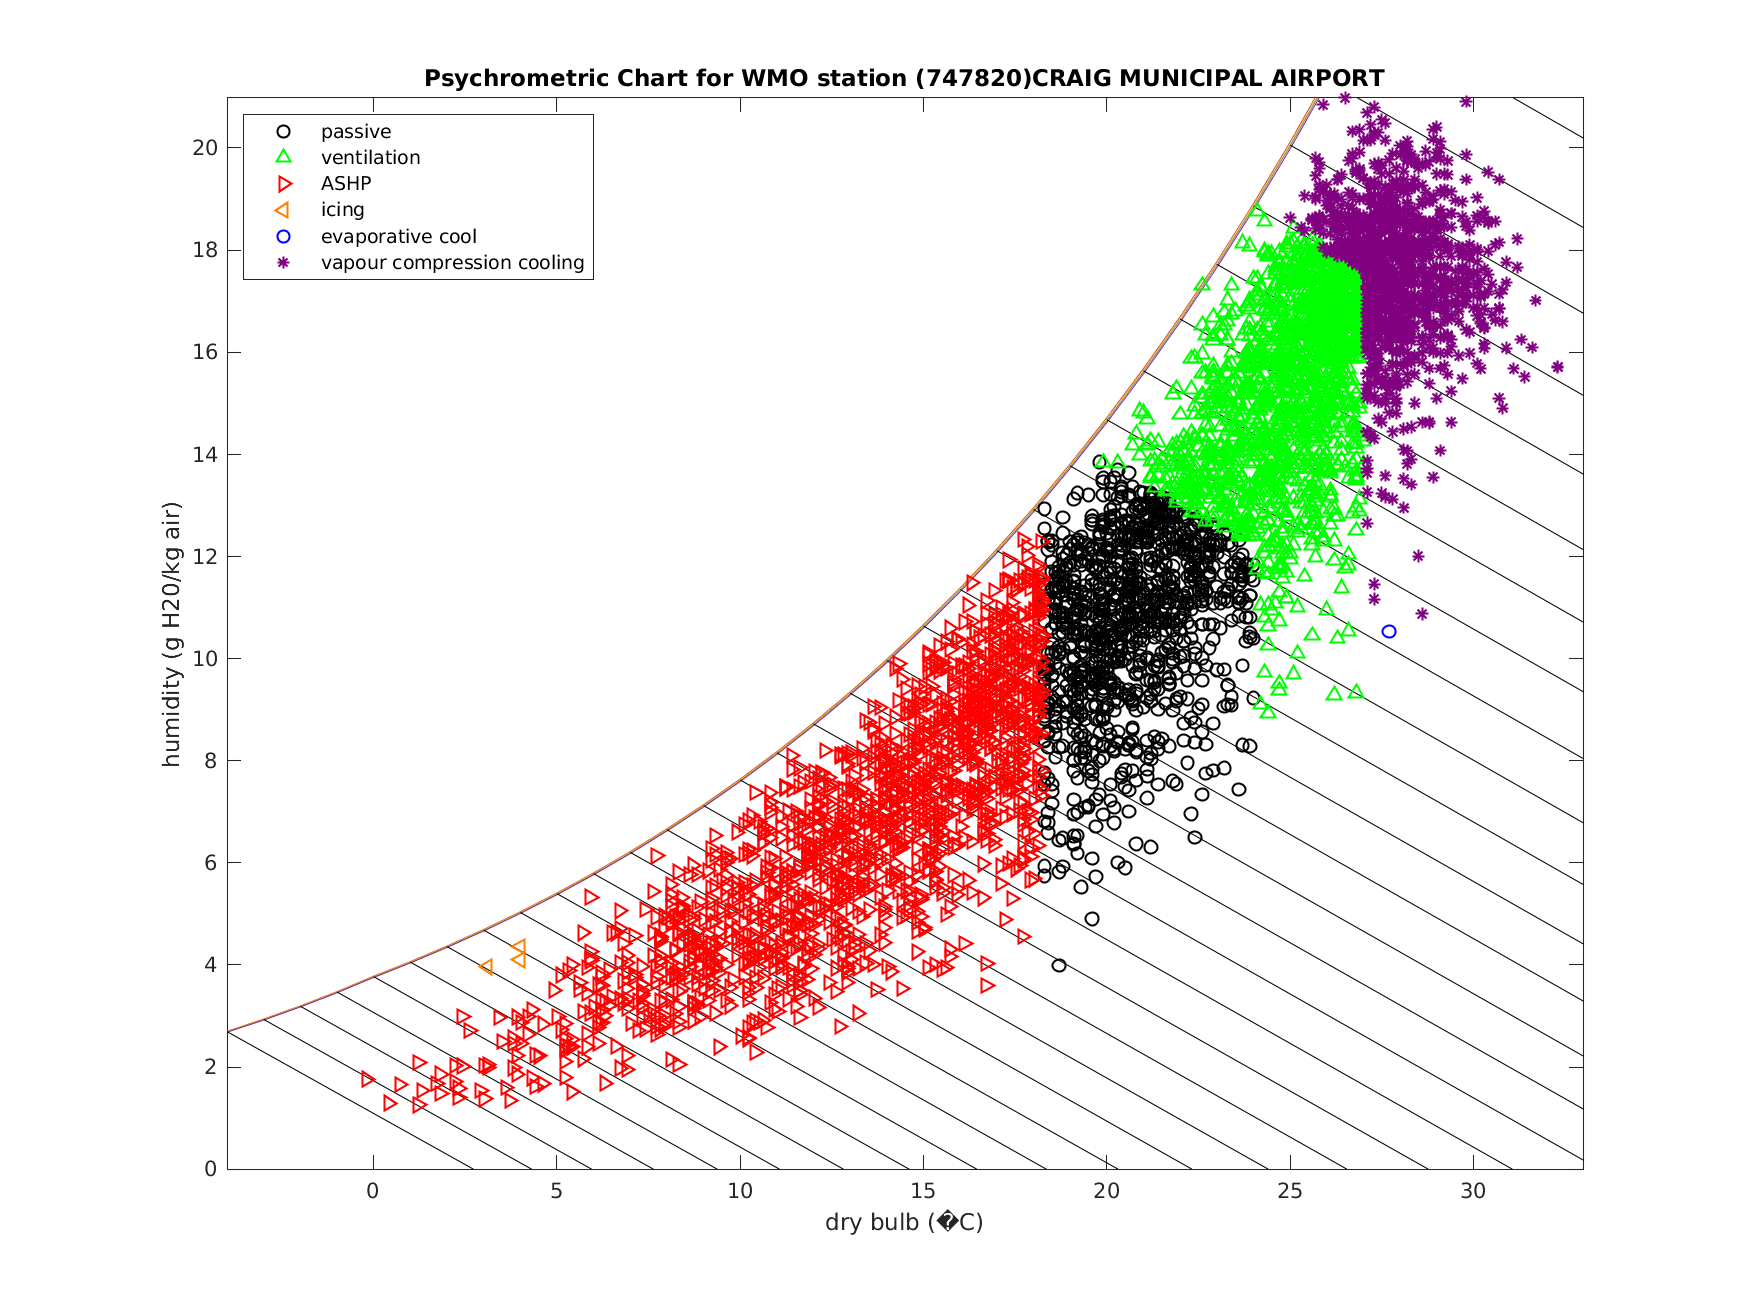 Psychrometric Chart for WMO station (747820)CRAIG MUNICIPAL AIRPORT
passive
ventilation
ASHP
icing
evaporative cool
vapour compression cooling
20
18
16
14
12
10
8
6
4
2
0
humidity (g H20/kg air)
0 5 10 15 20 25 30
dry bulb (�C)